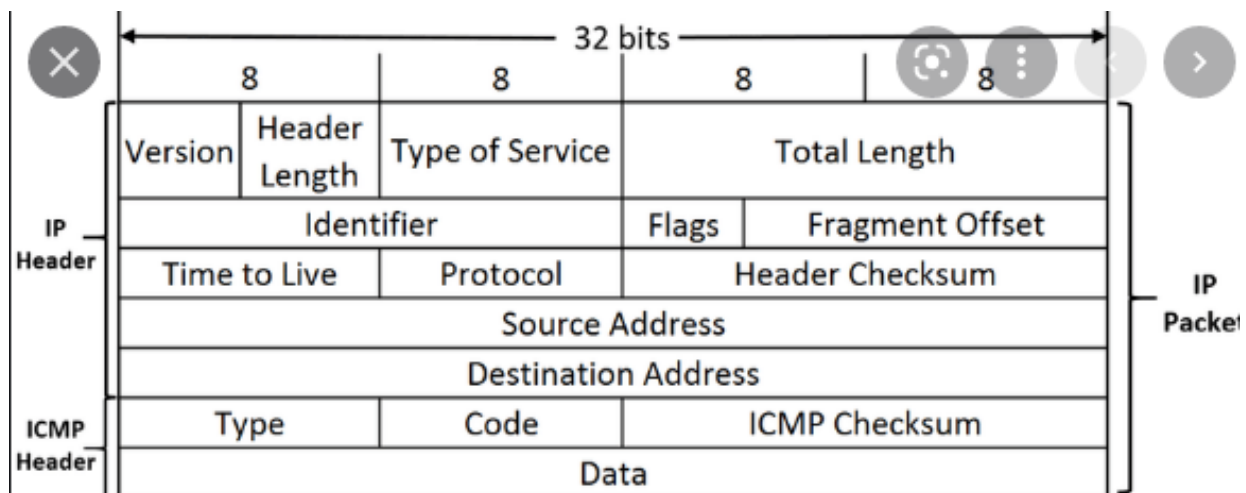 32 bits
8 8 8 8
Version Header Length Type of Service Total Length
IP Header
Identifier Flags Fragment Offset
Time to Live Protocol Header Checksum
IP Packet
Source Address
Destination Address
ICMP Header
Type Code ICMP Checksum
Data